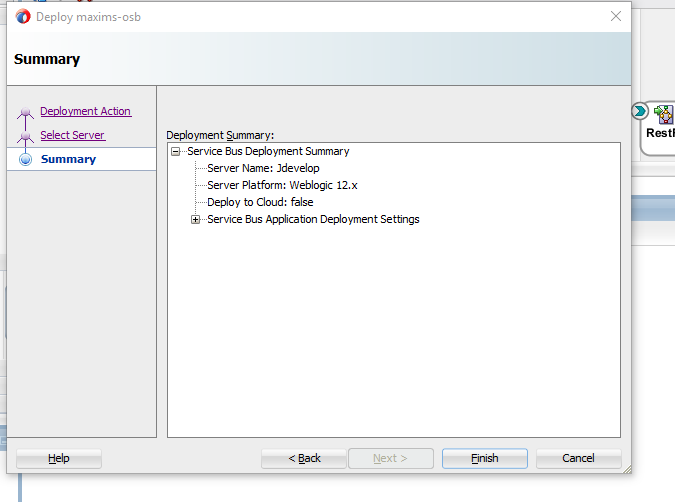 Deploy maxims-osb
Summary
Deployment Action
Select Server
Summary
Deployment Summary:
Service Bus Deployment Summary
Server Name: Jdevelop
Server Platform: Weblogic 12.x
Deploy to Cloud: false
Service Bus Application Deployment Settings
Help
< Back
Next >
Finish
Cancel